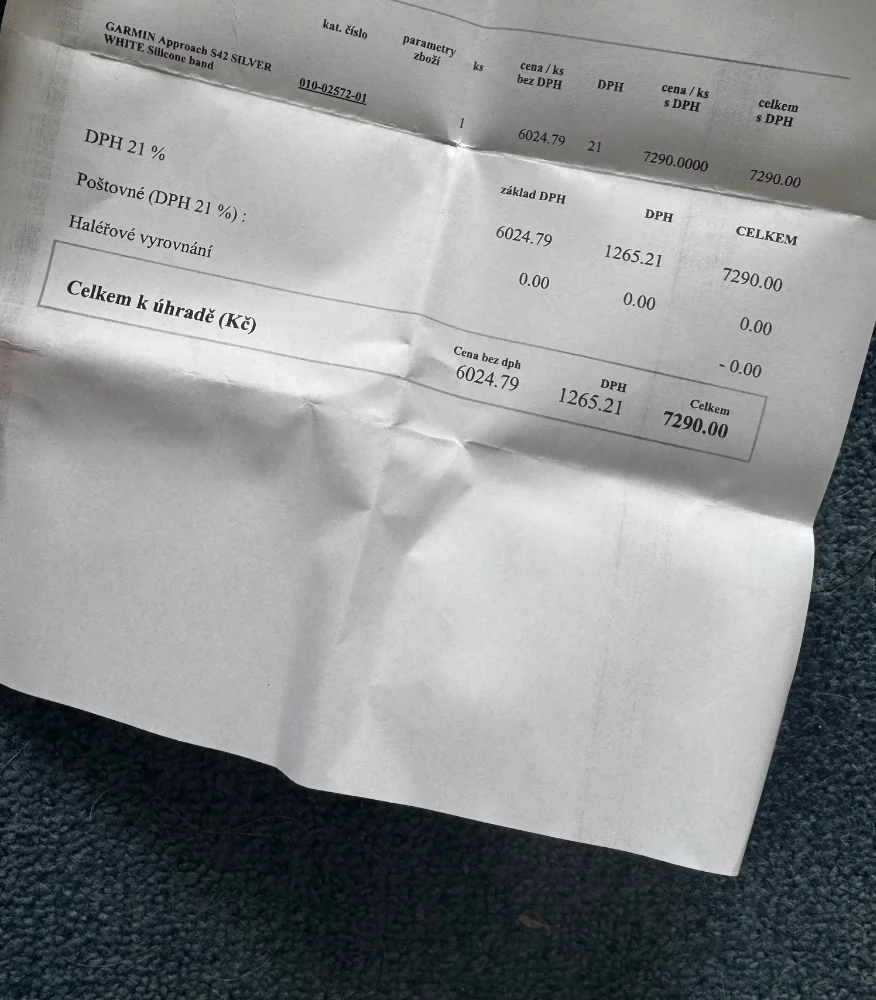 kat. číslo parametry zboží ks cena / ks bez DPH DPH cena / ks s DPH celkem s DPH
GARMIN Approach S42 SILVER
WHITE Silicone band
010-02572-01 1 6024.79 21 7290.0000 7290.00
základ DPH DPH CELKEM
DPH 21 % 6024.79 1265.21 7290.00
Poštovné (DPH 21 %) : 0.00 0.00 0.00
Haléřové vyrovnání - 0.00
Cena bez dph DPH Celkem
Celkem k úhradě (Kč) 6024.79 1265.21 7290.00